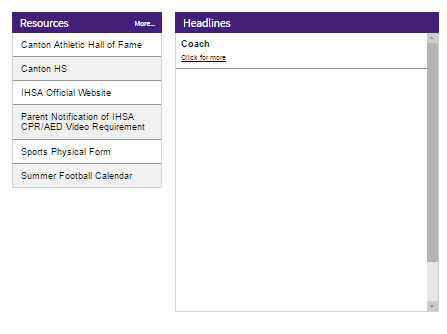 Resources More...
Canton Athletic Hall of Fame
Canton HS
IHSA Official Website
Parent Notification of IHSA
CPR/AED Video Requirement
Sports Physical Form
Summer Football Calendar
Headlines
Coach
Click for more